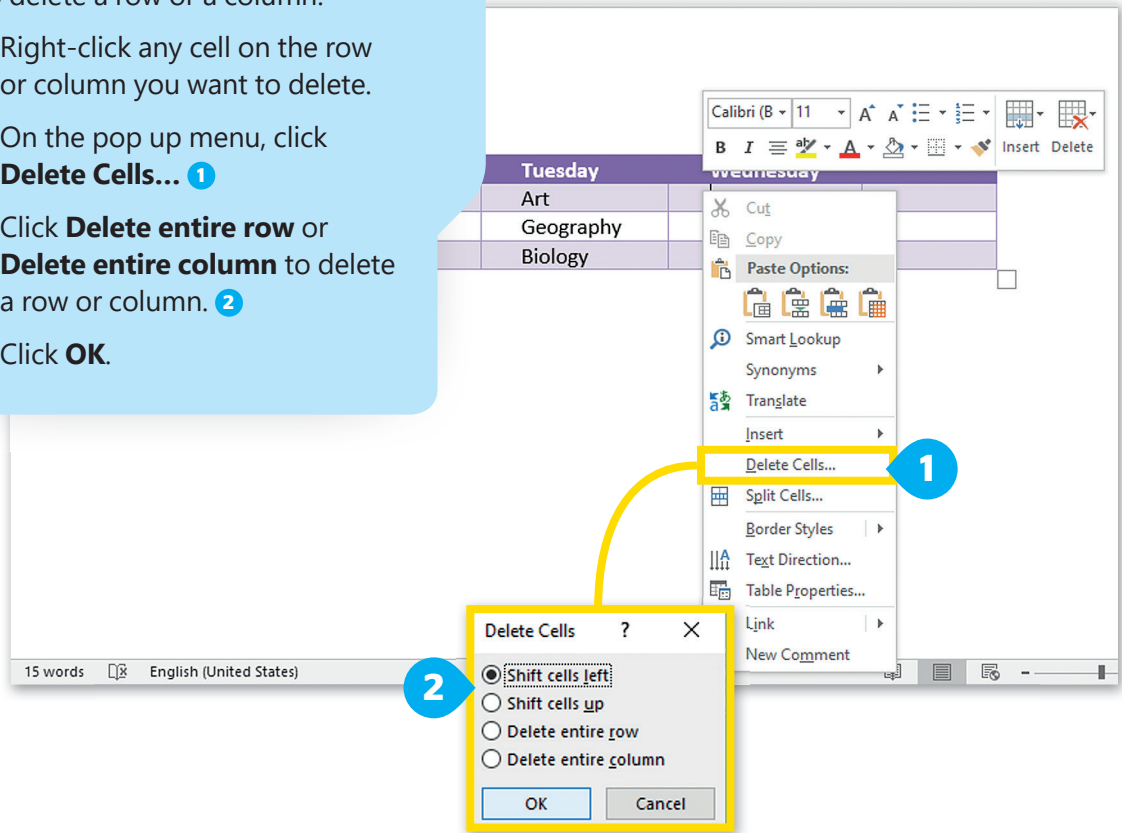 delete a row or a column.
Right-click any cell on the row
or column you want to delete.
On the pop up menu, click
Delete Cells... 1
Click Delete entire row or
Delete entire column to delete
a row or column. 2
Click OK.
Calibri (B 11 A A
B I ab A Insert Delete
Tuesday Wednesday
Art
Geography
Biology
Cut
Copy
Paste Options:
Smart Lookup
Synonyms
Translate
Insert
Delete Cells...
1
Split Cells...
Border Styles
Text Direction...
Table Properties...
Link
New Comment
15 words English (United States)
2
Delete Cells ? X
Shift cells left
Shift cells up
Delete entire row
Delete entire column
OK Cancel